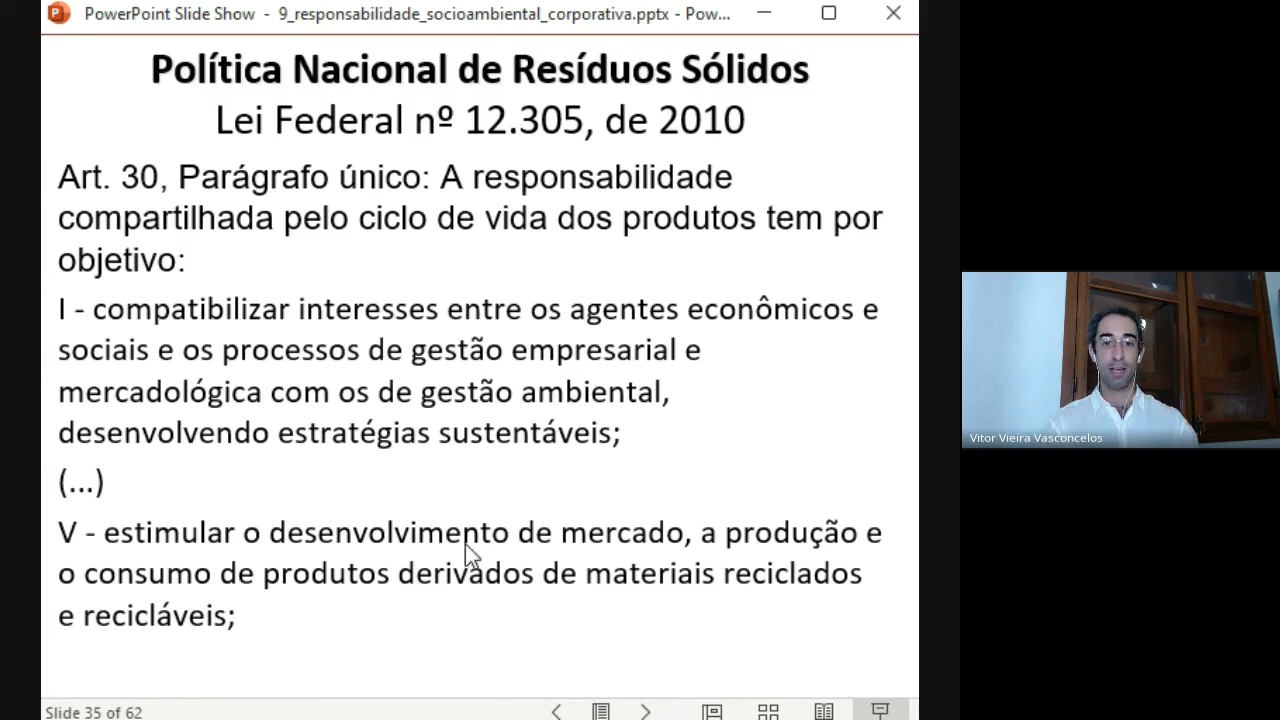 PowerPoint Slide Show - 9_responsabilidade_socioambiental_corporativa.pptx - Pow...
Política Nacional de Resíduos Sólidos
Lei Federal nº 12.305, de 2010
Art. 30, Parágrafo único: A responsabilidade
compartilhada pelo ciclo de vida dos produtos tem por
objetivo:
I - compatibilizar interesses entre os agentes econômicos e
sociais e os processos de gestão empresarial e
mercadológica com os de gestão ambiental,
desenvolvendo estratégias sustentáveis;
(...)
V - estimular o desenvolvimento de mercado, a produção e
o consumo de produtos derivados de materiais reciclados
e recicláveis;
Vitor Vieira Vasconcelos
Slide 35 of 62